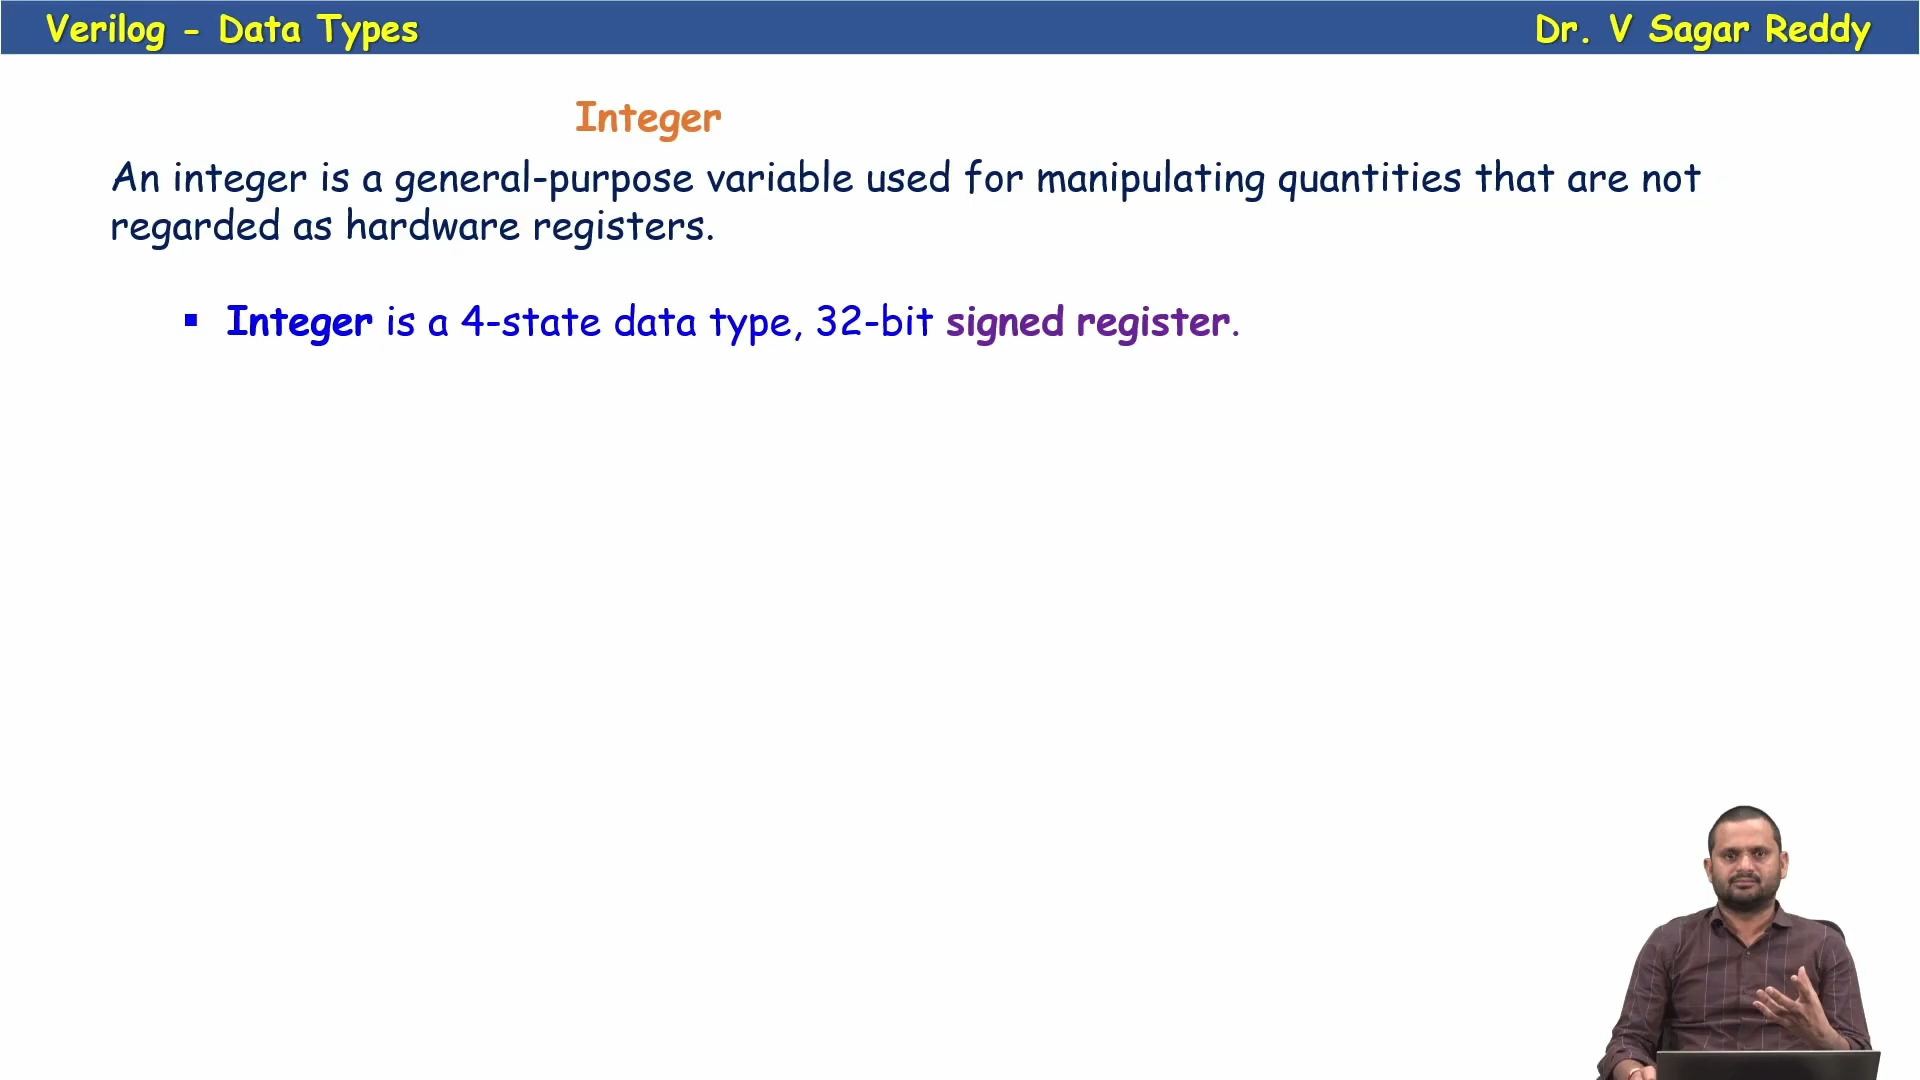 Verilog - Data Types
Dr. V Sagar Reddy
Integer
An integer is a general-purpose variable used for manipulating quantities that are not
regarded as hardware registers.
▪ Integer is a 4-state data type, 32-bit signed register.